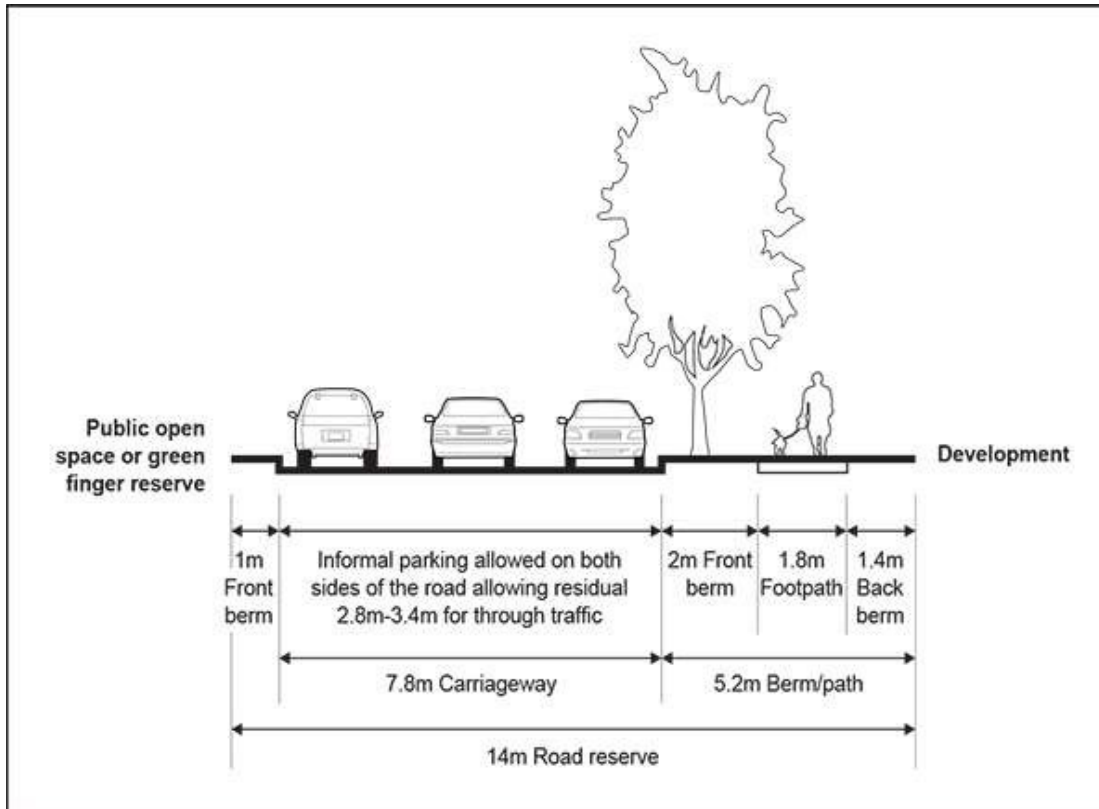 Public open
space or green
finger reserve
Development
1m
Front
berm
Informal parking allowed on both
sides of the road allowing residual
2.8m-3.4m for through traffic
2m Front
berm
1.8m
Footpath
1.4m
Back
berm
7.8m Carriageway
5.2m Berm/path
14m Road reserve